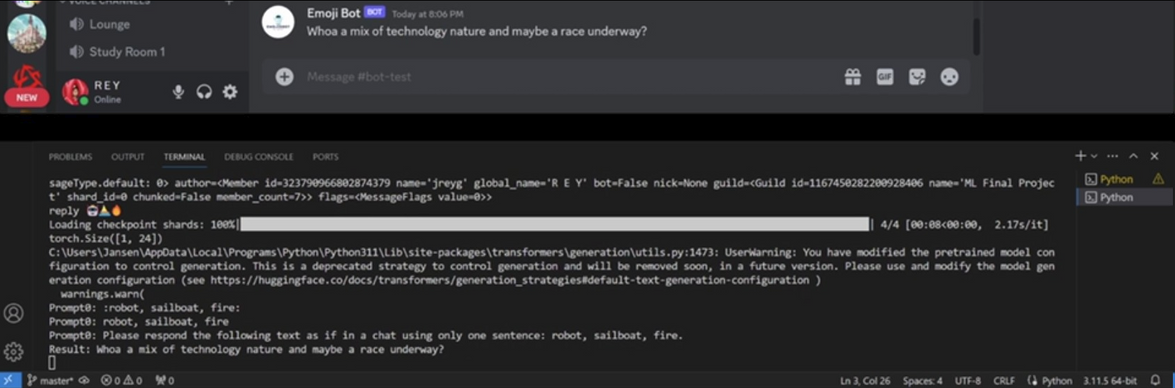 VOICE CHANNELS
Lounge
Study Room 1
NEW
R E Y
Online
Emoji Bot BOT Today at 8:06 PM
Whoa a mix of technology nature and maybe a race underway?
Message #bot-test
GIF
PROBLEMS OUTPUT TERMINAL DEBUG CONSOLE PORTS
sageType.default: 0> author=<Member id=323790966802874379 name='jreyg' global_name='R E Y' bot=False nick=None guild=<Guild id=1167450282200928406 name='ML Final Projec
t' shard_id=0 chunked=False member_count=7>> flags=<MessageFlags value=0>>
reply 🤖⛵🔥
Loading checkpoint shards: 100%| | 4/4 [00:08<00:00, 2.17s/it]
torch.Size([1, 24])
C:\Users\Jansen\AppData\Local\Programs\Python\Python311\Lib\site-packages\transformers\generation\utils.py:1473: UserWarning: You have modified the pretrained model con
figuration to control generation. This is a deprecated strategy to control generation and will be removed soon, in a future version. Please use and modify the model gen
eration configuration (see https://huggingface.co/docs/transformers/generation_strategies#default-text-generation-configuration )
warnings.warn(
Prompt0: :robot, sailboat, fire:
Prompt0: robot, sailboat, fire
Prompt0: Please respond the following text as if in a chat using only one sentence: robot, sailboat, fire.
Result: Whoa a mix of technology nature and maybe a race underway?
Python
Python
master* 0 0 0 Ln 3, Col 26 Spaces: 4 UTF-8 CRLF Python 3.11.5 64-bit